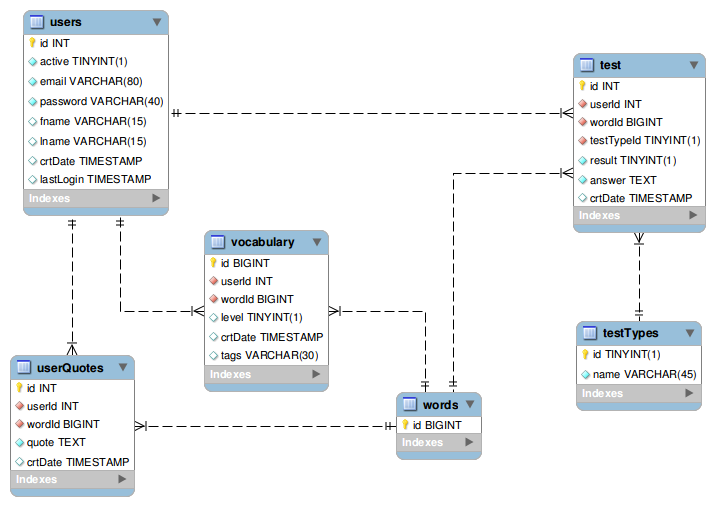 users
id INT
active TINYINT(1)
email VARCHAR(80)
password VARCHAR(40)
fname VARCHAR(15)
lname VARCHAR(15)
crtDate TIMESTAMP
lastLogin TIMESTAMP
Indexes
test
id INT
userId INT
wordId BIGINT
testTypeId TINYINT(1)
result TINYINT(1)
answer TEXT
crtDate TIMESTAMP
Indexes
vocabulary
id BIGINT
userId INT
wordId BIGINT
level TINYINT(1)
crtDate TIMESTAMP
tags VARCHAR(30)
Indexes
testTypes
id TINYINT(1)
name VARCHAR(45)
Indexes
userQuotes
id INT
userId INT
wordId BIGINT
quote TEXT
crtDate TIMESTAMP
Indexes
words
id BIGINT
Indexes